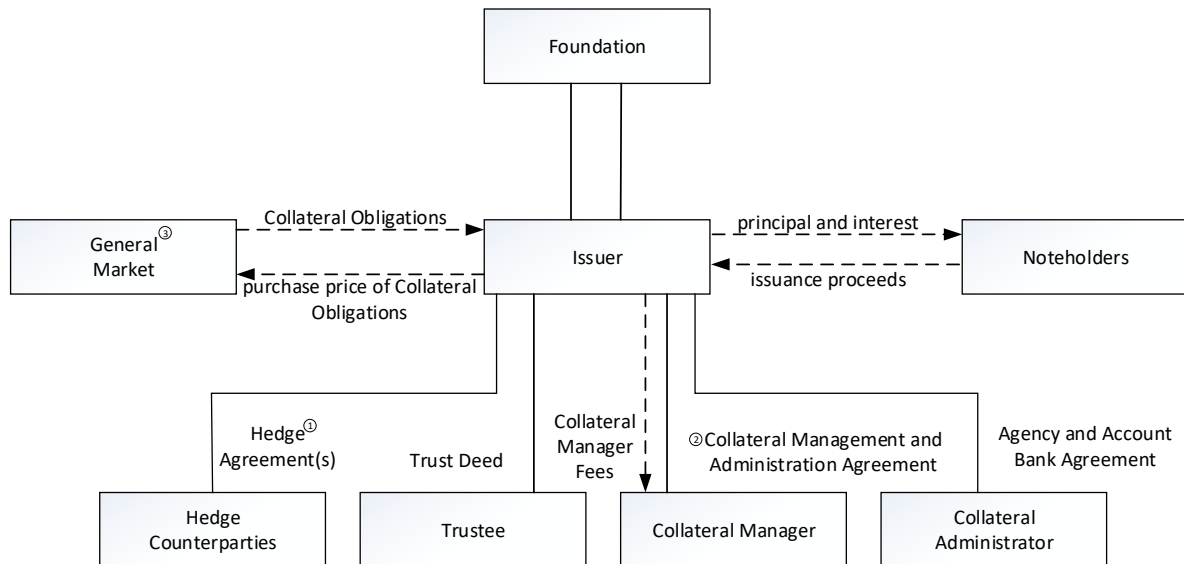 Foundation
Collateral Obligations
General③
Market
purchase price of Collateral
Obligations
Issuer
principal and interest
issuance proceeds
Noteholders
Hedge①
Agreement(s)
Trust Deed
Collateral
Manager
Fees
②Collateral Management and
Administration Agreement
Agency and Account
Bank Agreement
Hedge
Counterparties
Trustee
Collateral Manager
Collateral
Administrator